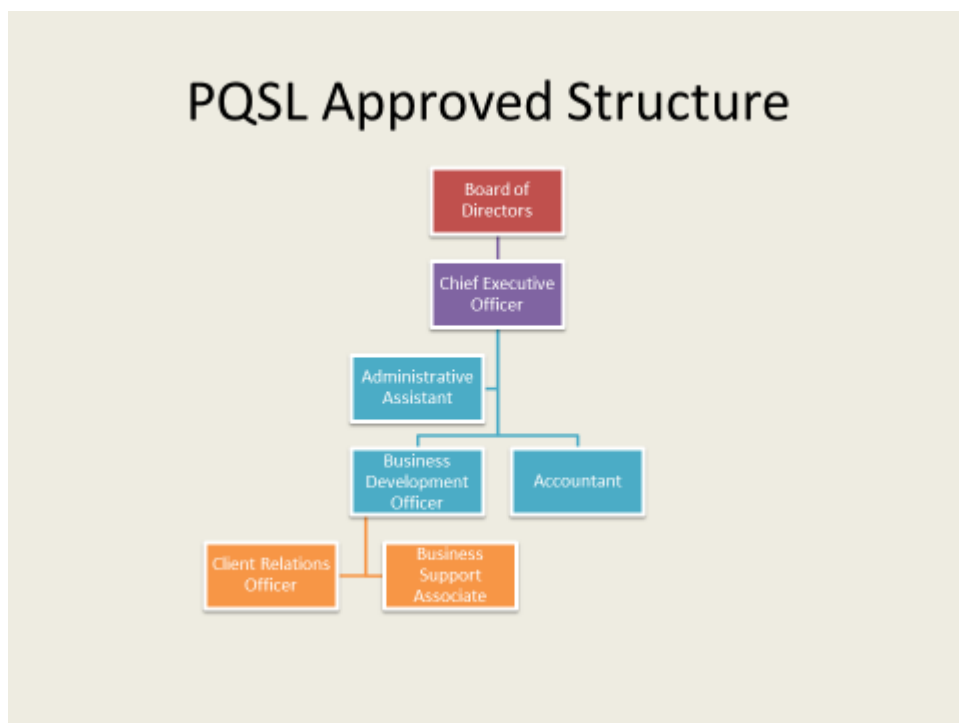 PQSL Approved Structure
Board of
Directors
Chief Executive
Officer
Administrative
Assistant
Business
Development
Officer
Accountant
Client Relations
Officer
Business
Support
Associate